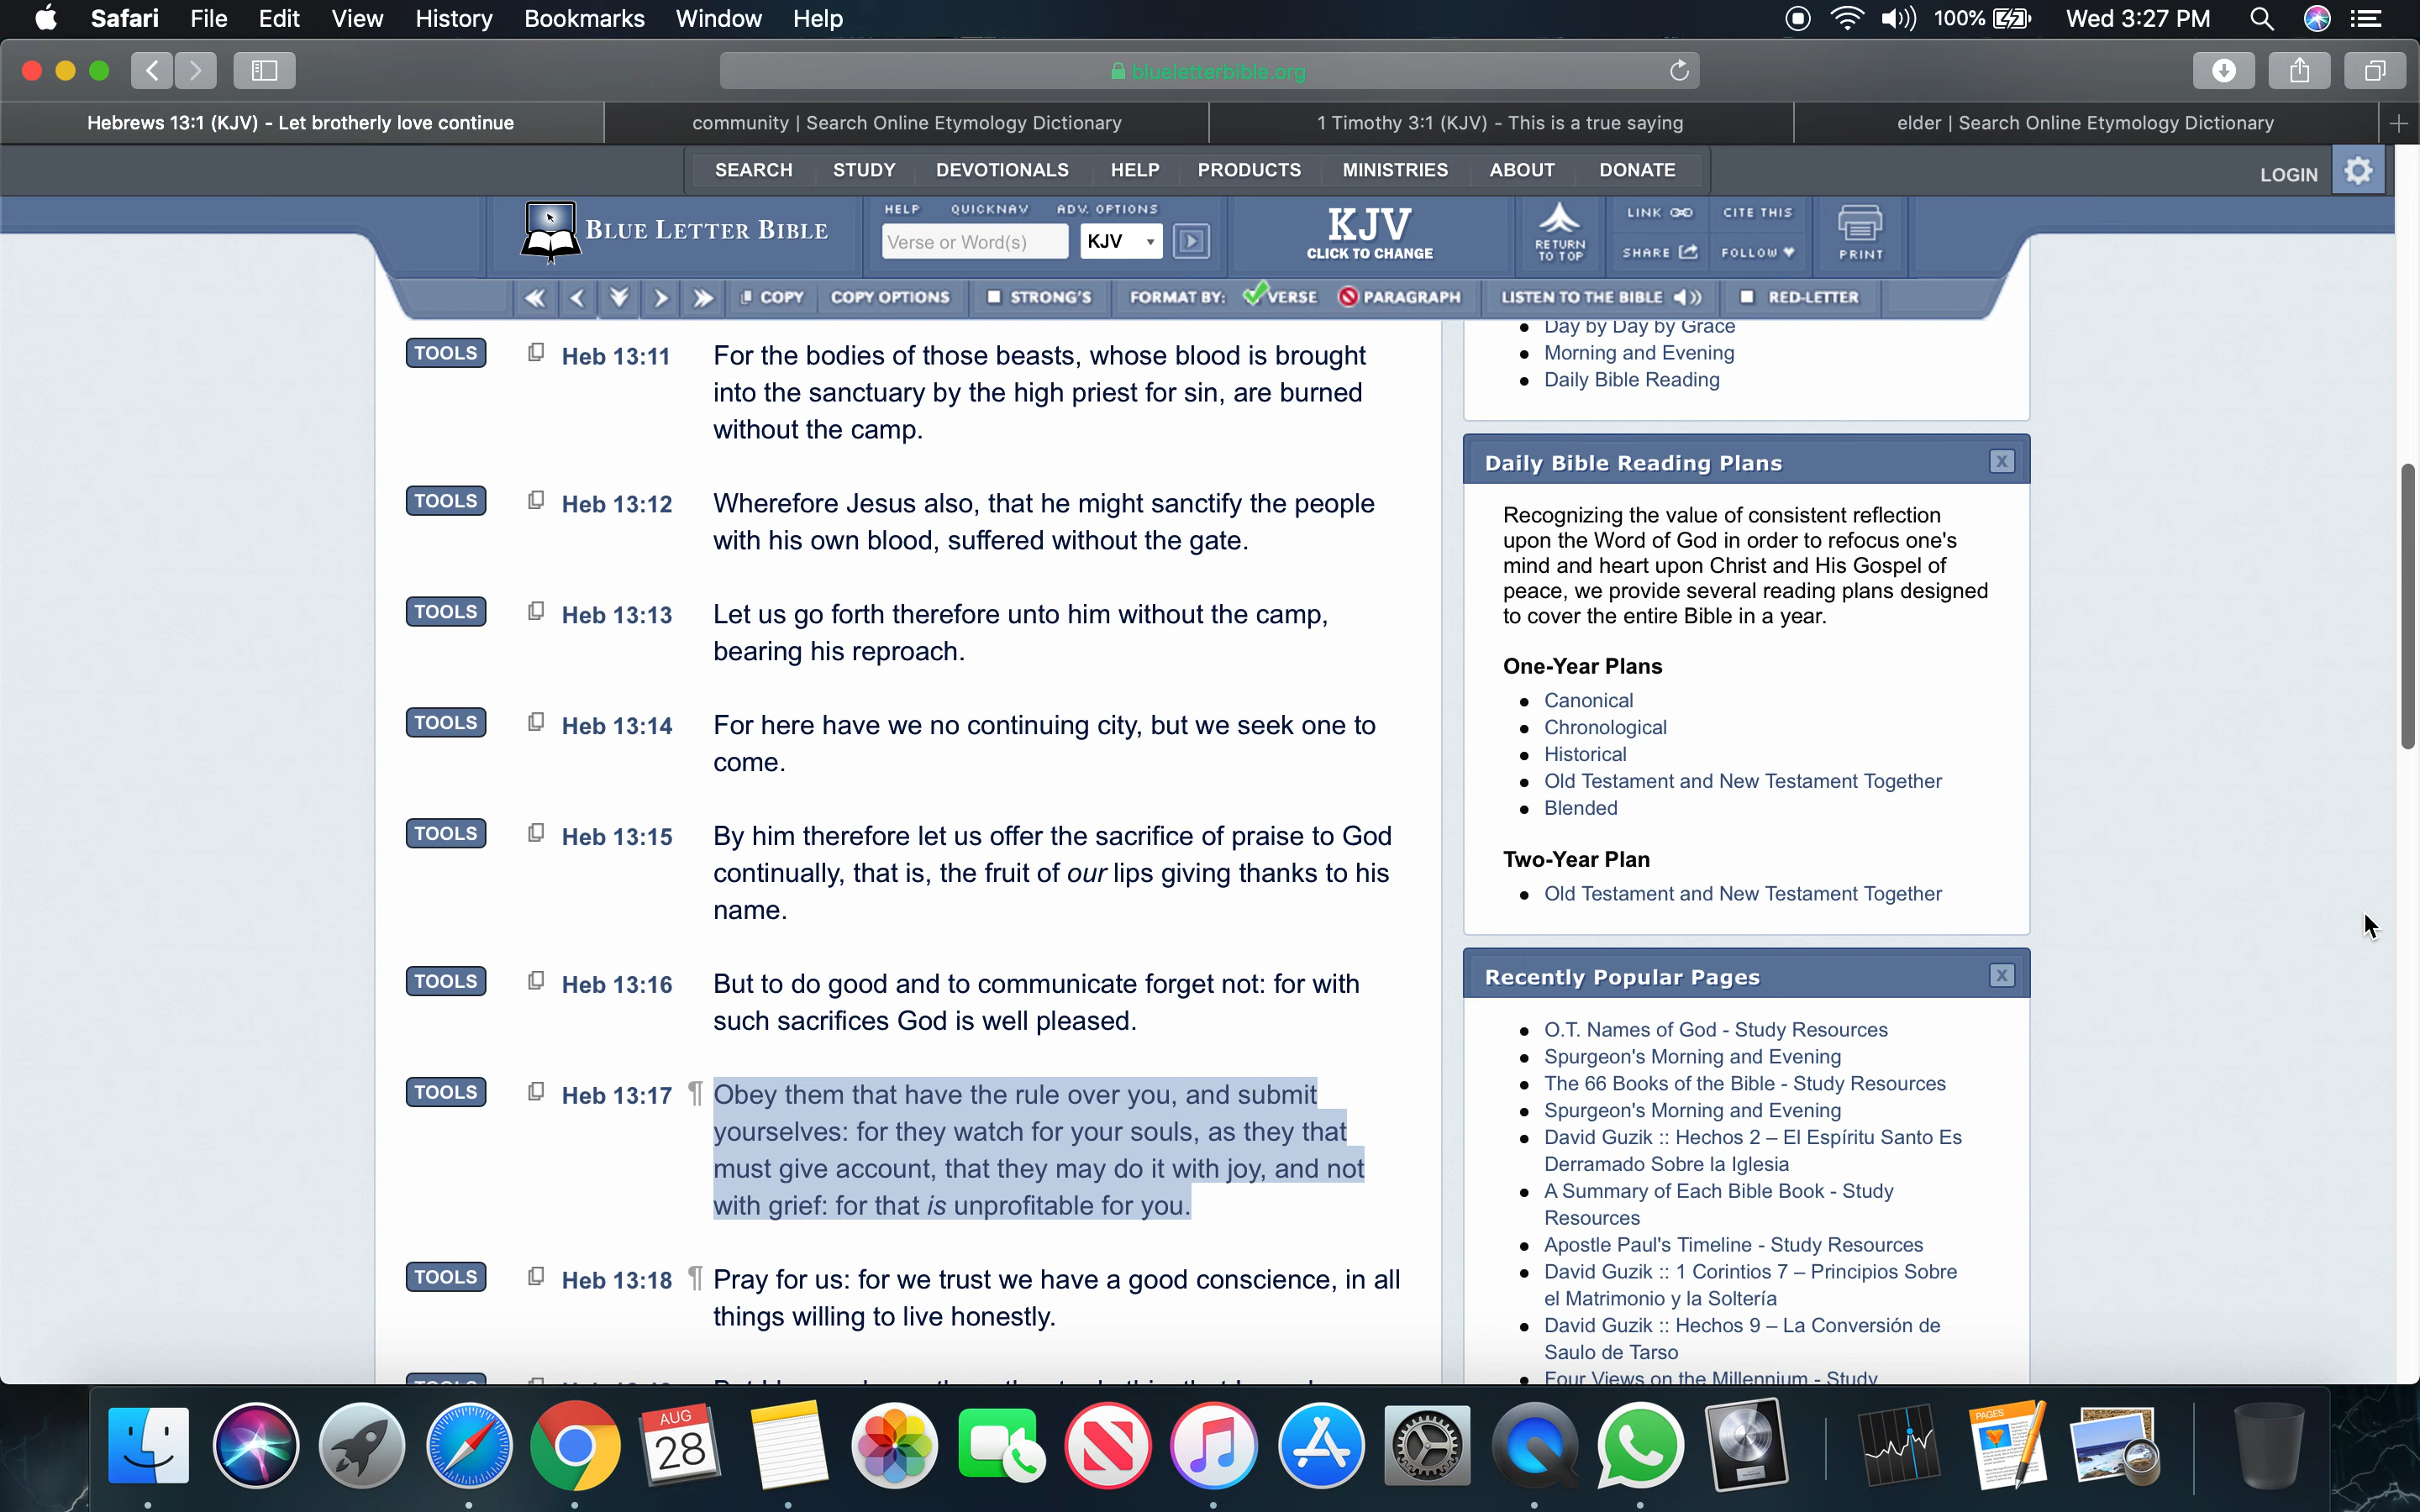 Safari File Edit View History Bookmarks Window Help 100% Wed 3:27 PM
blueletterbible.org
Hebrews 13:1 (KJV) - Let brotherly love continue
community | Search Online Etymology Dictionary
1 Timothy 3:1 (KJV) - This is a true saying
elder | Search Online Etymology Dictionary
SEARCH STUDY DEVOTIONALS HELP PRODUCTS MINISTRIES ABOUT DONATE
LOGIN
BLUE LETTER BIBLE
HELP QUICKNAV ADV. OPTIONS
Verse or Word(s) KJV
KJV
CLICK TO CHANGE
RETURN
TO TOP
LINK CITE THIS
SHARE FOLLOW
PRINT
COPY COPY OPTIONS STRONG'S FORMAT BY: VERSE PARAGRAPH LISTEN TO THE BIBLE RED-LETTER
TOOLS Heb 13:11 For the bodies of those beasts, whose blood is brought
into the sanctuary by the high priest for sin, are burned
without the camp.
TOOLS Heb 13:12 Wherefore Jesus also, that he might sanctify the people
with his own blood, suffered without the gate.
TOOLS Heb 13:13 Let us go forth therefore unto him without the camp,
bearing his reproach.
TOOLS Heb 13:14 For here have we no continuing city, but we seek one to
come.
TOOLS Heb 13:15 By him therefore let us offer the sacrifice of praise to God
continually, that is, the fruit of our lips giving thanks to his
name.
TOOLS Heb 13:16 But to do good and to communicate forget not: for with
such sacrifices God is well pleased.
TOOLS Heb 13:17 ¶ Obey them that have the rule over you, and submit
yourselves: for they watch for your souls, as they that
must give account, that they may do it with joy, and not
with grief: for that is unprofitable for you.
TOOLS Heb 13:18 ¶ Pray for us: for we trust we have a good conscience, in all
things willing to live honestly.
Day by Day by Grace
Morning and Evening
Daily Bible Reading
Daily Bible Reading Plans X
Recognizing the value of consistent reflection
upon the Word of God in order to refocus one's
mind and heart upon Christ and His Gospel of
peace, we provide several reading plans designed
to cover the entire Bible in a year.
One-Year Plans
Canonical
Chronological
Historical
Old Testament and New Testament Together
Blended
Two-Year Plan
Old Testament and New Testament Together
Recently Popular Pages X
O.T. Names of God - Study Resources
Spurgeon's Morning and Evening
The 66 Books of the Bible - Study Resources
Spurgeon's Morning and Evening
David Guzik :: Hechos 2 – El Espíritu Santo Es
Derramado Sobre la Iglesia
A Summary of Each Bible Book - Study
Resources
Apostle Paul's Timeline - Study Resources
David Guzik :: 1 Corintios 7 – Principios Sobre
el Matrimonio y la Soltería
David Guzik :: Hechos 9 – La Conversión de
Saulo de Tarso
Four Views on the Millennium - Study
AUG
28
PAGES